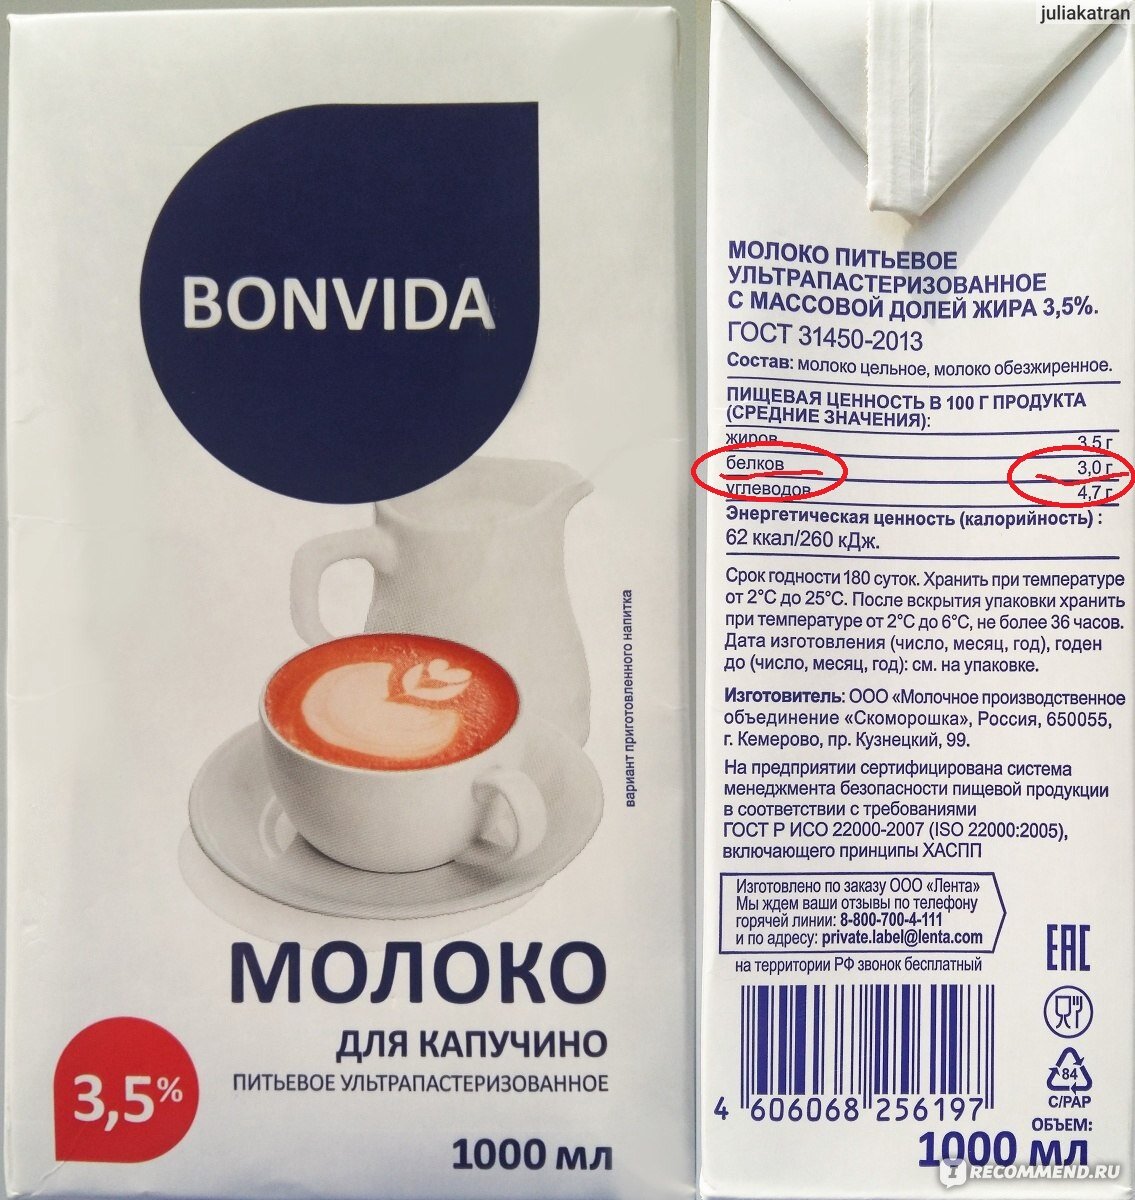 BONVIDA
вариант приготовленного напитка
МОЛОКО
ДЛЯ КАПУЧИНО
ПИТЬЕВОЕ УЛЬТРАПАСТЕРИЗОВАННОЕ
3,5%
1000 мл
juliakatran
МОЛОКО ПИТЬЕВОЕ
УЛЬТРАПАСТЕРИЗОВАННОЕ
С МАССОВОЙ ДОЛЕЙ ЖИРА 3,5%.
ГОСТ 31450-2013
Состав: молоко цельное, молоко обезжиренное.
ПИЩЕВАЯ ЦЕННОСТЬ В 100 Г ПРОДУКТА
(СРЕДНИЕ ЗНАЧЕНИЯ):
жиров 3,5 г
белков 3,0 г
углеводов 4,7 г
Энергетическая ценность (калорийность) :
62 ккал/260 кДж.
Срок годности 180 суток. Хранить при температуре
от 2°С до 25°С. После вскрытия упаковки хранить
при температуре от 2°С до 6°С, не более 36 часов.
Дата изготовления (число, месяц, год), годен
до (число, месяц, год): см. на упаковке.
Изготовитель: ООО «Молочное производственное
объединение «Скоморошка», Россия, 650055,
г. Кемерово, пр. Кузнецкий, 99.
На предприятии сертифицирована система
менеджмента безопасности пищевой продукции
в соответствии с требованиями
ГОСТ Р ИСО 22000-2007 (ISO 22000:2005),
включающего принципы ХАСПП
Изготовлено по заказу ООО «Лента»
Мы ждем ваши отзывы по телефону
горячей линии: 8-800-700-4-111
и по адресу: private.label@lenta.com
на территории РФ звонок бесплатный
EAC
84
C/PAP
4 606068 256197
ОБЪЕМ:
1000 мл
IRECOMMEND.RU